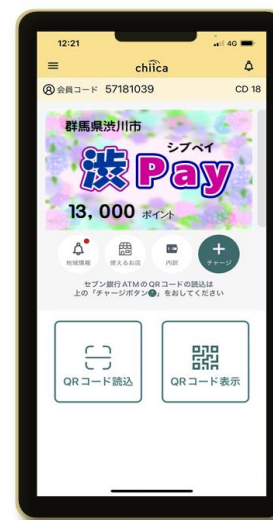 12:21
4G
chiica
会員コード 57181039
CD 18
群馬県渋川市
シブペイ
渋Pay
13,000 ポイント
地域情報
使えるお店
内訳
チャージ
セブン銀行ATMのQRコードの読込は
上の「チャージボタン」をおしてください
QRコード読込
QRコード表示